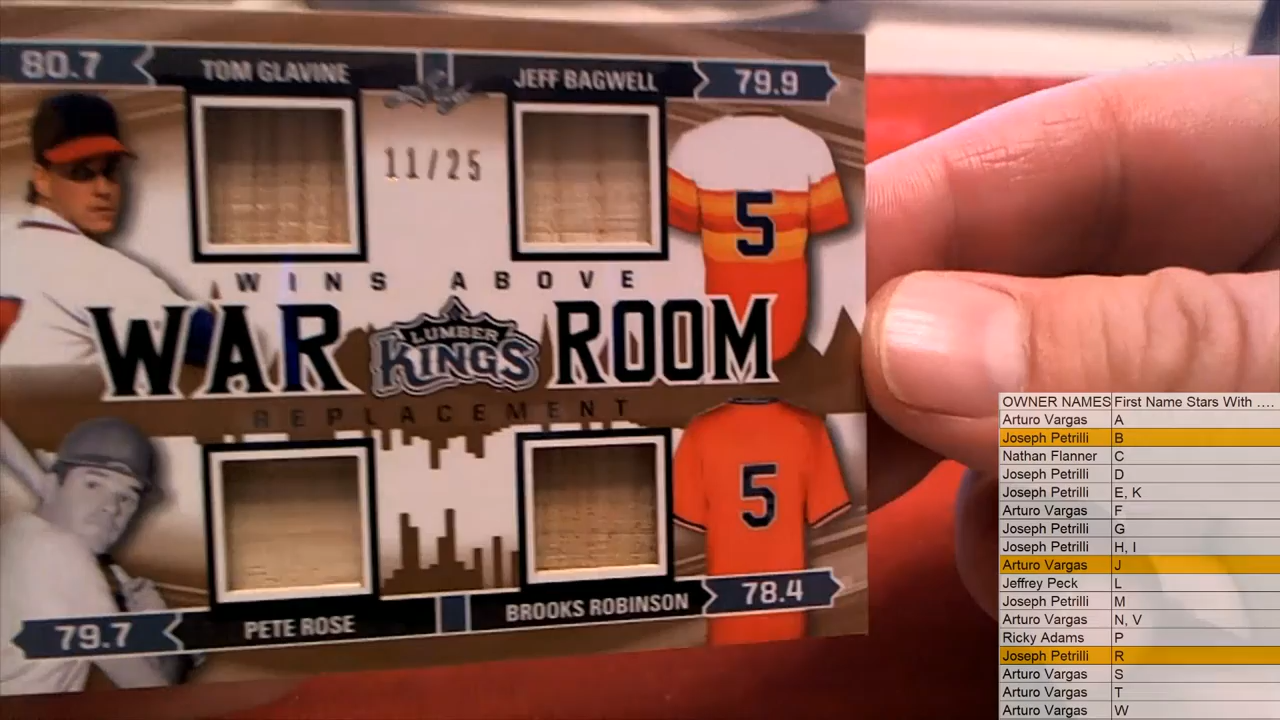 80.7 TOM GLAVINE JEFF BAGWELL 79.9
11/25
5
WINS ABOVE
WAR LUMBER KINGS ROOM
REPLACEMENT
5
79.7 PETE ROSE BROOKS ROBINSON 78.4
OWNER NAMES First Name Stars With ....
Arturo Vargas A
Joseph Petrilli B
Nathan Flanner C
Joseph Petrilli D
Joseph Petrilli E, K
Arturo Vargas F
Joseph Petrilli G
Joseph Petrilli H, I
Arturo Vargas J
Jeffrey Peck L
Joseph Petrilli M
Arturo Vargas N, V
Ricky Adams P
Joseph Petrilli R
Arturo Vargas S
Arturo Vargas T
Arturo Vargas W